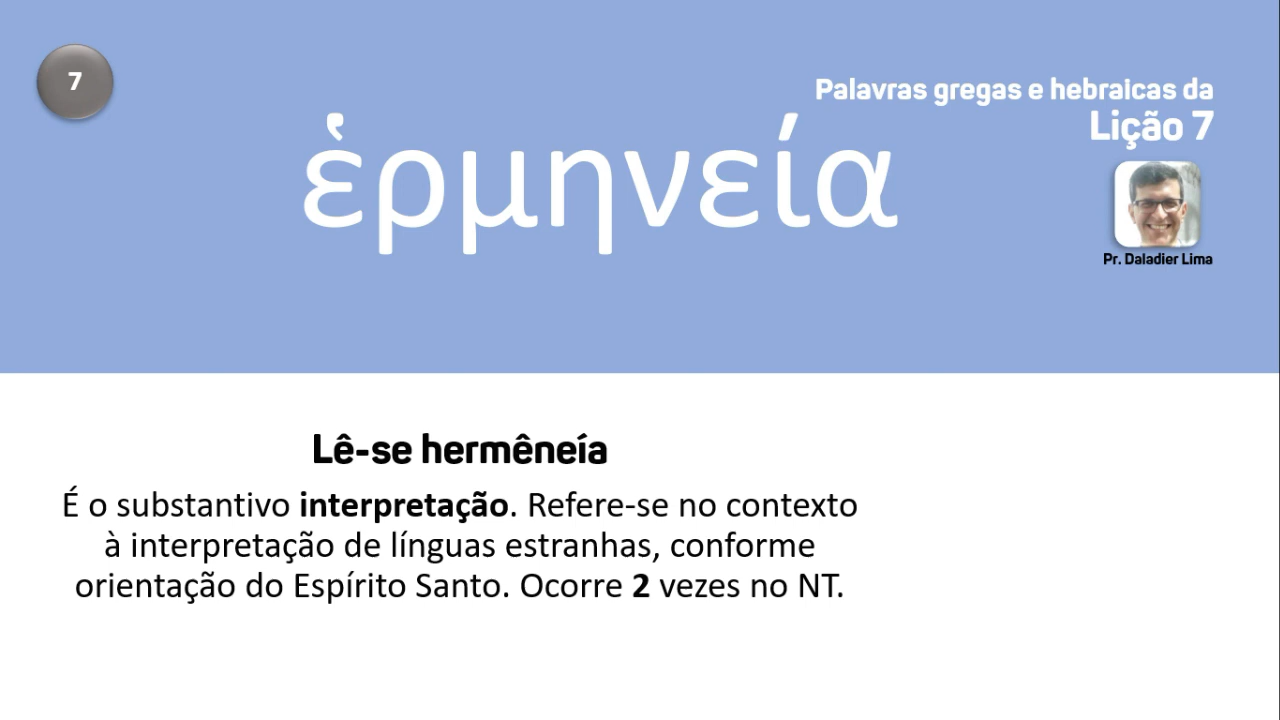 7
Palavras gregas e hebraicas da
Lição 7
ἐρμηνεία
Pr. Daladier Lima
Lê-se hermêneía
É o substantivo interpretação. Refere-se no contexto
à interpretação de línguas estranhas, conforme
orientação do Espírito Santo. Ocorre 2 vezes no NT.